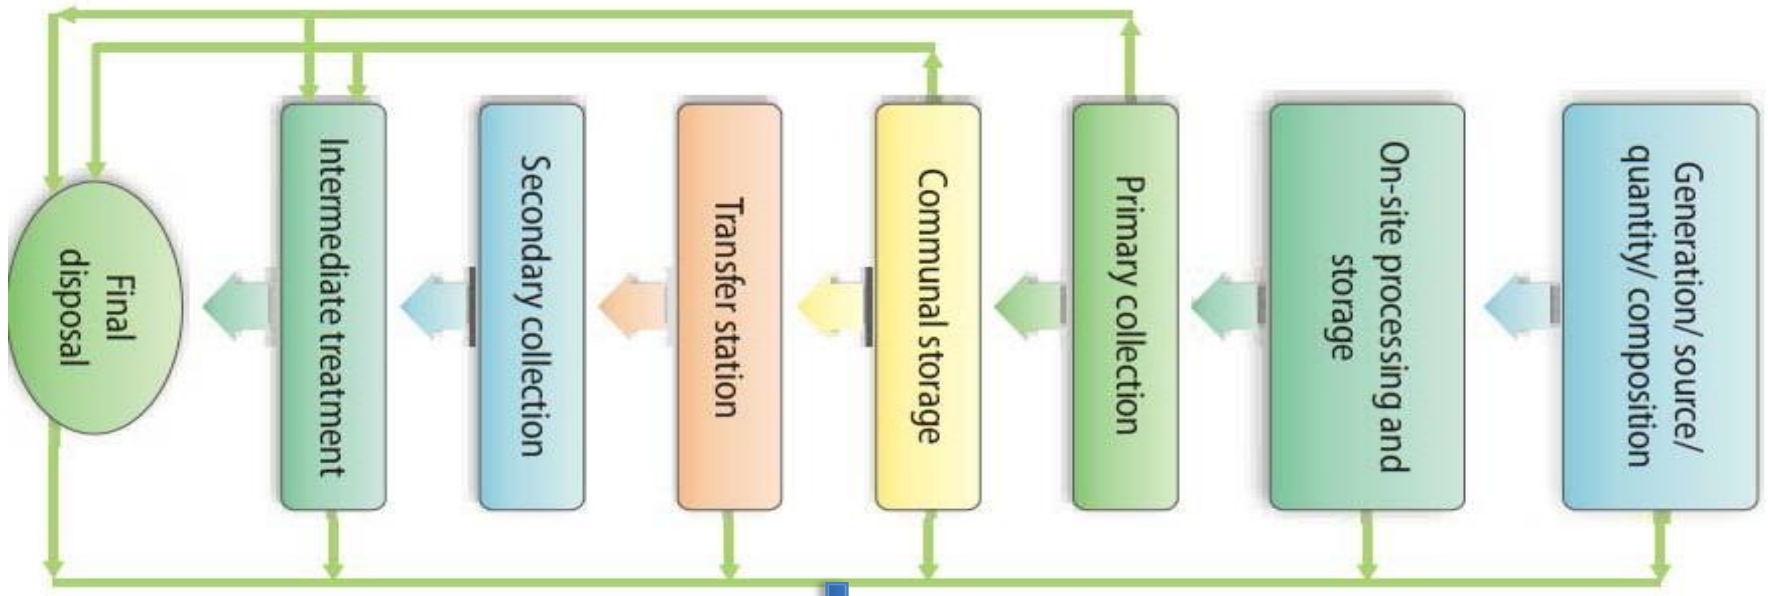 Generation/ source/
quantity/ composition
On-site processing and
storage
Primary collection
Communal storage
Transfer station
Secondary collection
Intermediate treatment
Final
disposal